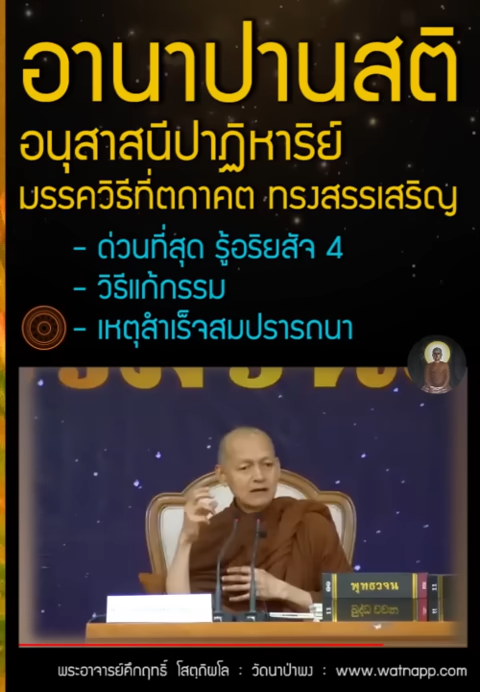 อานาปานสติ
อนุสาสนีปาฏิหาริย์
มรรควิธีที่ตถาคต ทรงสรรเสริญ
- ด่วนที่สุด รู้อริยสัจ 4
- วิธีแก้กรรม
- เหตุสำเร็จสมปรารถนา
พุทธวจน
พระอาจารย์คึกฤทธิ์ โสตฺถิผโล : วัดนาป่าพง : www.watnapp.com